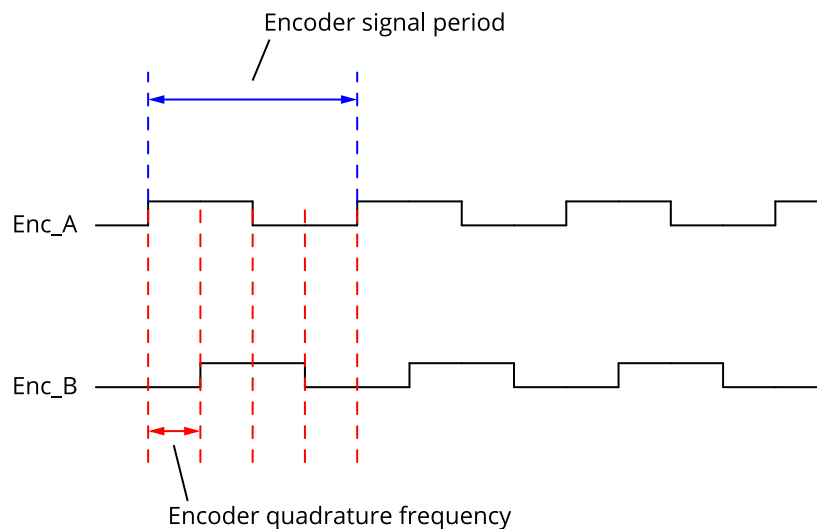 Encoder signal period
Enc_A
Enc_B
Encoder quadrature frequency